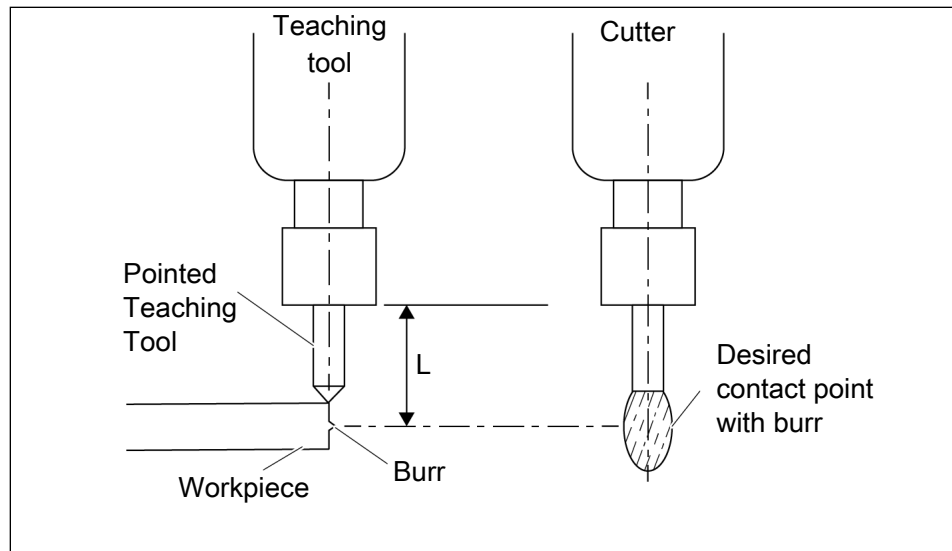 Teaching
tool
Cutter
Pointed
Teaching
Tool
L
Desired
contact point
with burr
Burr
Workpiece